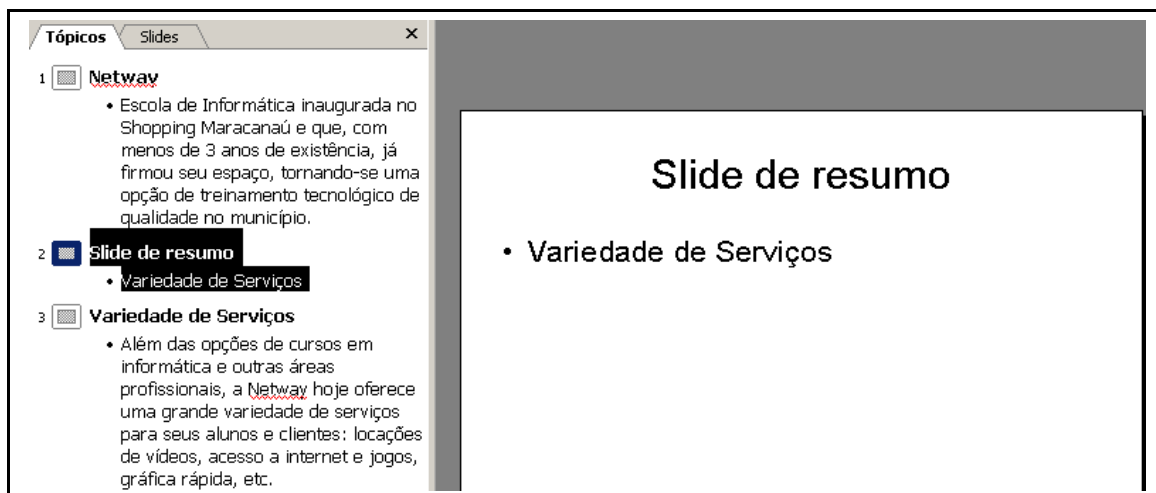 Tópicos Slides ×
1 Netway
• Escola de Informática inaugurada no
Shopping Maracanaú e que, com
menos de 3 anos de existência, já
firmou seu espaço, tornando-se uma
opção de treinamento tecnológico de
qualidade no município.
2 Slide de resumo
• Variedade de Serviços
3 Variedade de Serviços
• Além das opções de cursos em
informática e outras áreas
profissionais, a Netway hoje oferece
uma grande variedade de serviços
para seus alunos e clientes: locações
de vídeos, acesso a internet e jogos,
gráfica rápida, etc.
Slide de resumo
• Variedade de Serviços